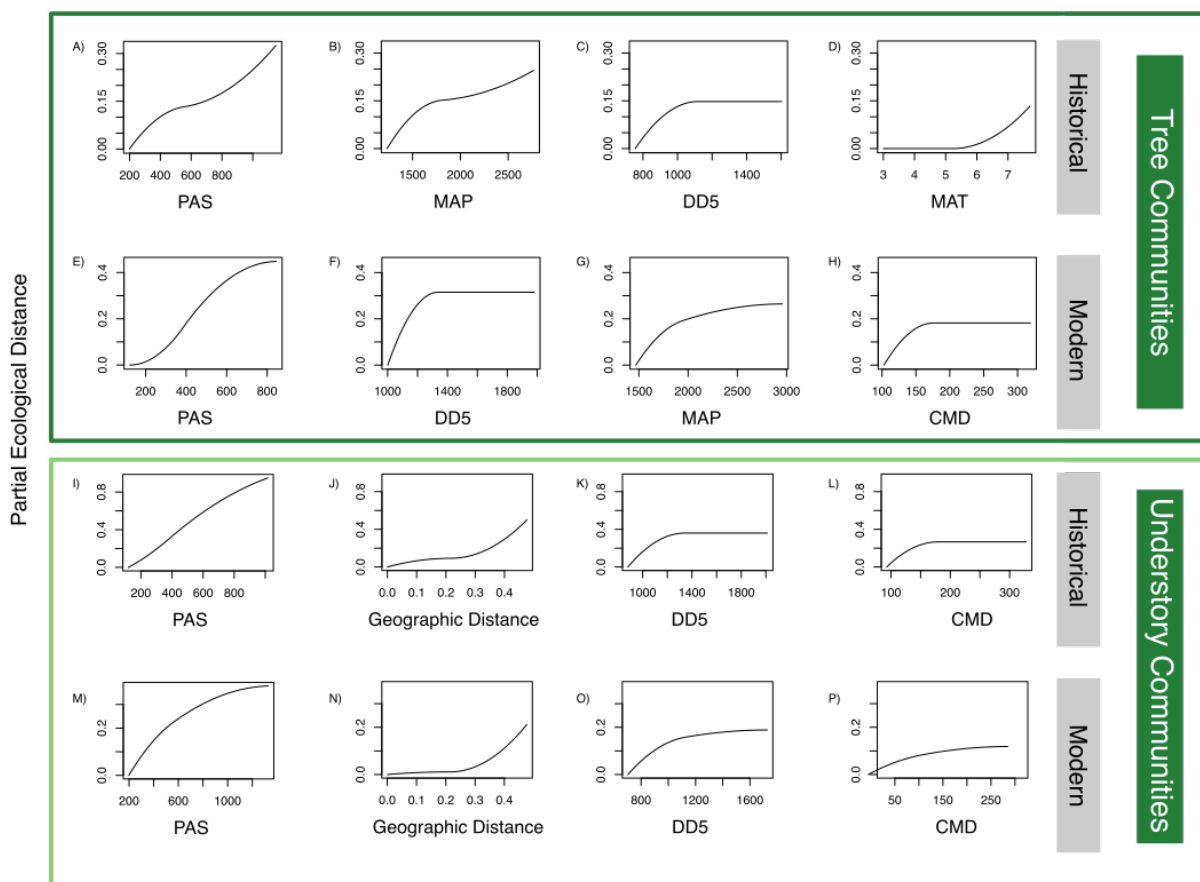 Partial Ecological Distance
Tree Communities
Historical
A)
0.00 0.15 0.30
200 400 600 800
PAS
B)
0.00 0.15 0.30
1500 2000 2500
MAP
C)
0.00 0.15 0.30
800 1000 1400
DD5
D)
0.00 0.15 0.30
3 4 5 6 7
MAT
Modern
E)
0.0 0.2 0.4
200 400 600 800
PAS
F)
0.0 0.2 0.4
1000 1400 1800
DD5
G)
0.0 0.2 0.4
1500 2000 2500 3000
MAP
H)
0.0 0.2 0.4
100 150 200 250 300
CMD
Understory Communities
Historical
I)
0.0 0.4 0.8
200 400 600 800
PAS
J)
0.0 0.4 0.8
0.0 0.1 0.2 0.3 0.4
Geographic Distance
K)
0.0 0.4 0.8
1000 1400 1800
DD5
L)
0.0 0.4 0.8
100 200 300
CMD
Modern
M)
0.0 0.2
200 600 1000
PAS
N)
0.0 0.2
0.0 0.1 0.2 0.3 0.4
Geographic Distance
O)
0.0 0.2
800 1200 1600
DD5
P)
0.0 0.2
50 150 250
CMD